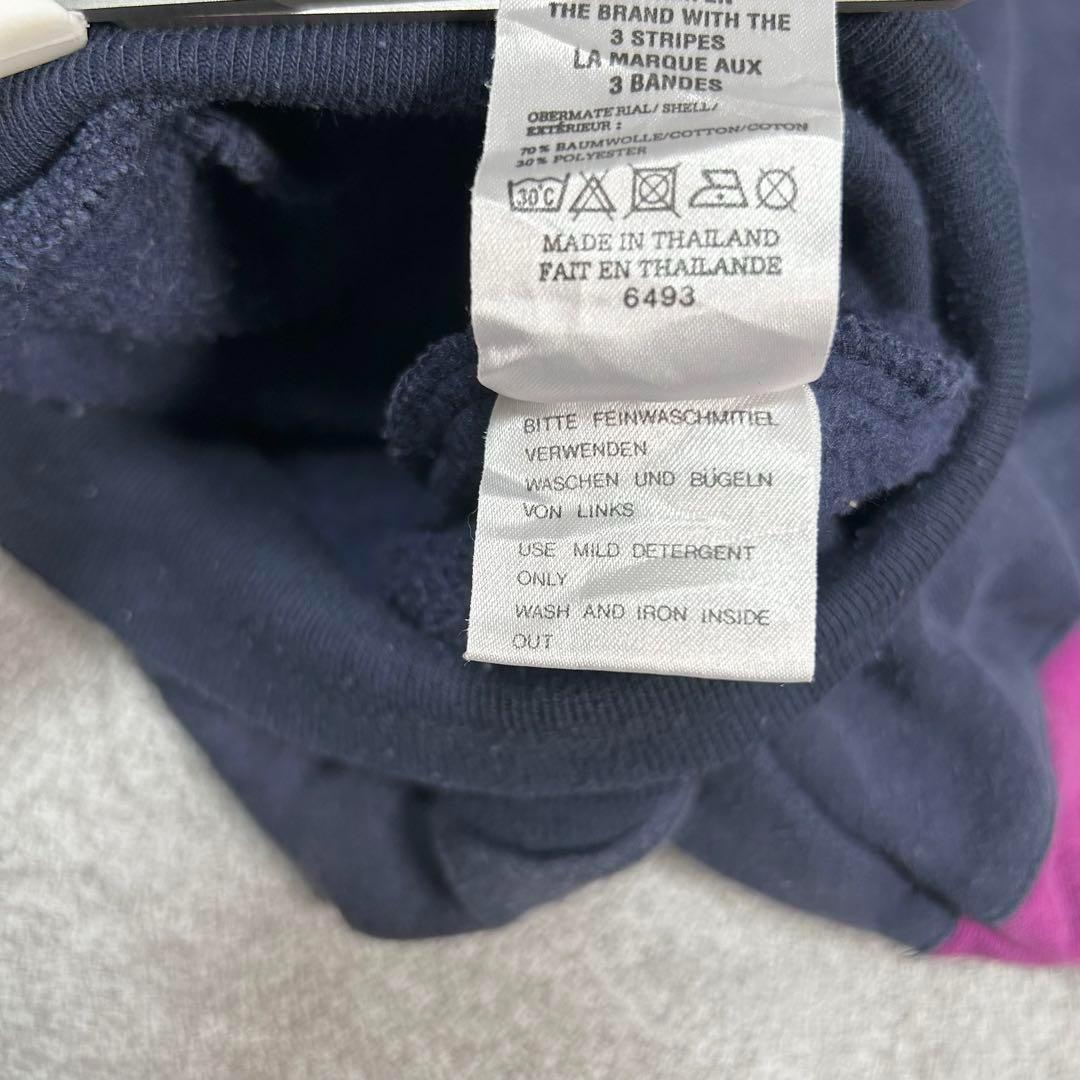 THE BRAND WITH THE
3 STRIPES
LA MARQUE AUX
3 BANDES
OBERMATERIAL/ SHELL/
EXTÉRIEUR :
70% BAUMWOLLE/COTTON/COTON
30% POLYESTER
30°C
MADE IN THAILAND
FAIT EN THAILANDE
6493
BITTE FEINWASCHMITIEL
VERWENDEN
WASCHEN UND BÜGELN
VON LINKS
USE MILD DETERGENT
ONLY
WASH AND IRON INSIDE
OUT